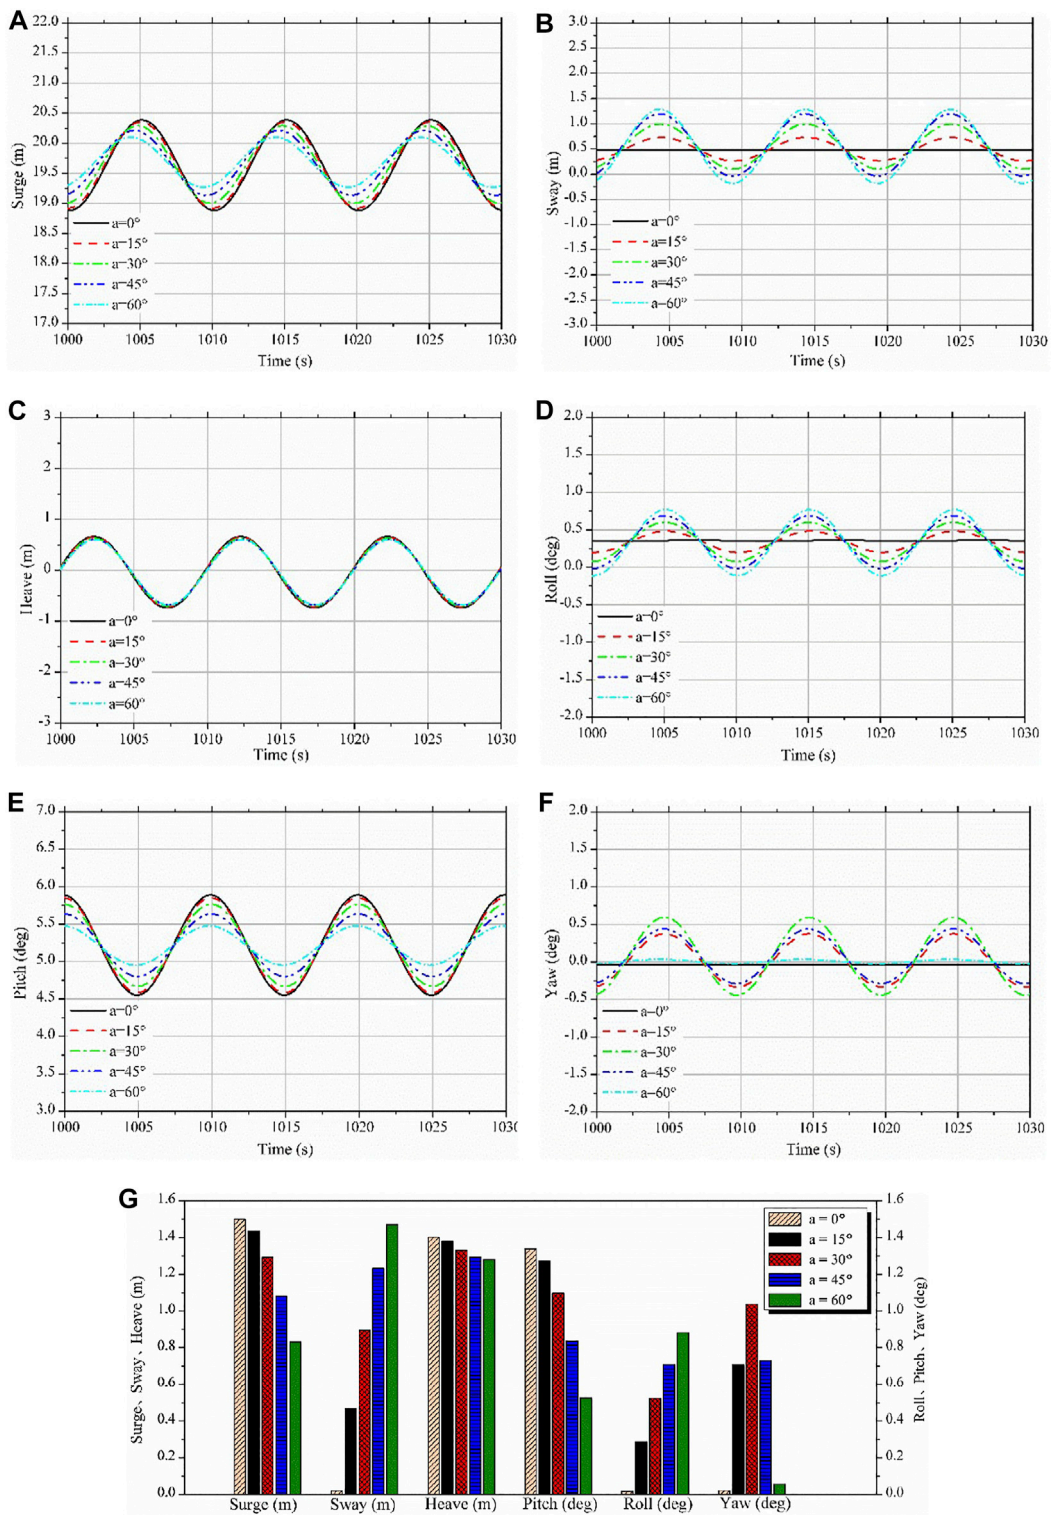 A
22.0
21.5
21.0
20.5
20.0
19.5
19.0
18.5
18.0
17.5
17.0
Surge (m)
a=0°
a=15°
a=30°
a=45°
a=60°
1000 1005 1010 1015 1020 1025 1030
Time (s)
B
3.0
2.5
2.0
1.5
1.0
0.5
0.0
-0.5
-1.0
-1.5
-2.0
-2.5
-3.0
Sway (m)
a=0°
a=15°
a=30°
a=45°
a=60°
1000 1005 1010 1015 1020 1025 1030
Time (s)
C
3
2
1
0
-1
-2
-3
Heave (m)
a=0°
a=15°
a=30°
a=45°
a=60°
1000 1005 1010 1015 1020 1025 1030
Time (s)
D
2.0
1.5
1.0
0.5
0.0
-0.5
-1.0
-1.5
-2.0
Roll (deg)
a=0°
a=15°
a=30°
a=45°
a=60°
1000 1005 1010 1015 1020 1025 1030
Time (s)
E
7.0
6.5
6.0
5.5
5.0
4.5
4.0
3.5
3.0
Pitch (deg)
a=0°
a=15°
a=30°
a=45°
a=60°
1000 1005 1010 1015 1020 1025 1030
Time (s)
F
2.0
1.5
1.0
0.5
0.0
-0.5
-1.0
-1.5
-2.0
Yaw (deg)
a=0°
a=15°
a=30°
a=45°
a=60°
1000 1005 1010 1015 1020 1025 1030
Time (s)
G
1.6
1.4
1.2
1.0
0.8
0.6
0.4
0.2
0.0
Surge、Sway、Heave (m)
a = 0°
a = 15°
a = 30°
a = 45°
a = 60°
1.6
1.4
1.2
1.0
0.8
0.6
0.4
0.2
0.0
Roll、Pitch、Yaw (deg)
Surge (m) Sway (m) Heave (m) Pitch (deg) Roll (deg) Yaw (deg)